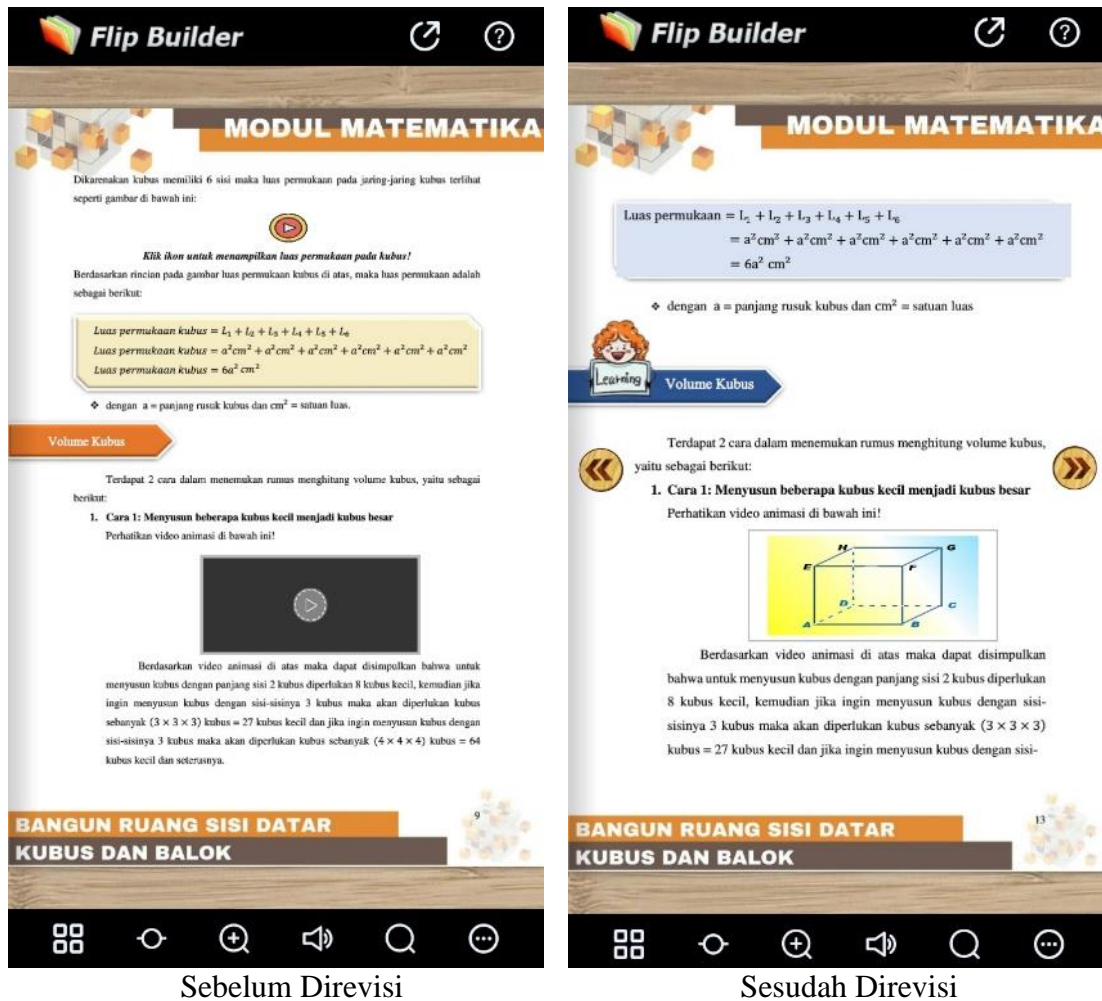 Flip Builder
MODUL MATEMATIKA
Dikarenakan kubus memiliki 6 sisi maka luas permukaan pada jaring-jaring kubus terlihat
seperti gambar di bawah ini:
Klik ikon untuk menampilkan luas permukaan pada kubus!
Berdasarkan rincian pada gambar luas permukaan kubus di atas, maka luas permukaan adalah
sebagai berikut:
Luas permukaan kubus = L₁ + L₂ + L₃ + L₄ + L₅ + L₆
Luas permukaan kubus = a²cm² + a²cm² + a²cm² + a²cm² + a²cm² + a²cm²
Luas permukaan kubus = 6a² cm²
❖ dengan a = panjang rusuk kubus dan cm² = satuan luas.
Volume Kubus
Terdapat 2 cara dalam menemukan rumus menghitung volume kubus, yaitu sebagai
berikut:
1. Cara 1: Menyusun beberapa kubus kecil menjadi kubus besar
Perhatikan video animasi di bawah ini!
Berdasarkan video animasi di atas maka dapat disimpulkan bahwa untuk
menyusun kubus dengan panjang sisi 2 kubus diperlukan 8 kubus kecil, kemudian jika
ingin menyusun kubus dengan sisi-sisinya 3 kubus maka akan diperlukan kubus
sebanyak (3 × 3 × 3) kubus = 27 kubus kecil dan jika ingin menyusun kubus dengan
sisi-sisinya 3 kubus maka akan diperlukan kubus sebanyak (4 × 4 × 4) kubus = 64
kubus kecil dan seterusnya.
9
BANGUN RUANG SISI DATAR
KUBUS DAN BALOK
Sebelum Direvisi
Flip Builder
MODUL MATEMATIKA
Luas permukaan = L₁ + L₂ + L₃ + L₄ + L₅ + L₆
= a²cm² + a²cm² + a²cm² + a²cm² + a²cm² + a²cm²
= 6a² cm²
❖ dengan a = panjang rusuk kubus dan cm² = satuan luas
Learning
Volume Kubus
Terdapat 2 cara dalam menemukan rumus menghitung volume kubus,
yaitu sebagai berikut:
1. Cara 1: Menyusun beberapa kubus kecil menjadi kubus besar
Perhatikan video animasi di bawah ini!
H G
E F
D C
A B
Berdasarkan video animasi di atas maka dapat disimpulkan
bahwa untuk menyusun kubus dengan panjang sisi 2 kubus diperlukan
8 kubus kecil, kemudian jika ingin menyusun kubus dengan sisi-
sisinya 3 kubus maka akan diperlukan kubus sebanyak (3 × 3 × 3)
kubus = 27 kubus kecil dan jika ingin menyusun kubus dengan sisi-
13
BANGUN RUANG SISI DATAR
KUBUS DAN BALOK
Sesudah Direvisi